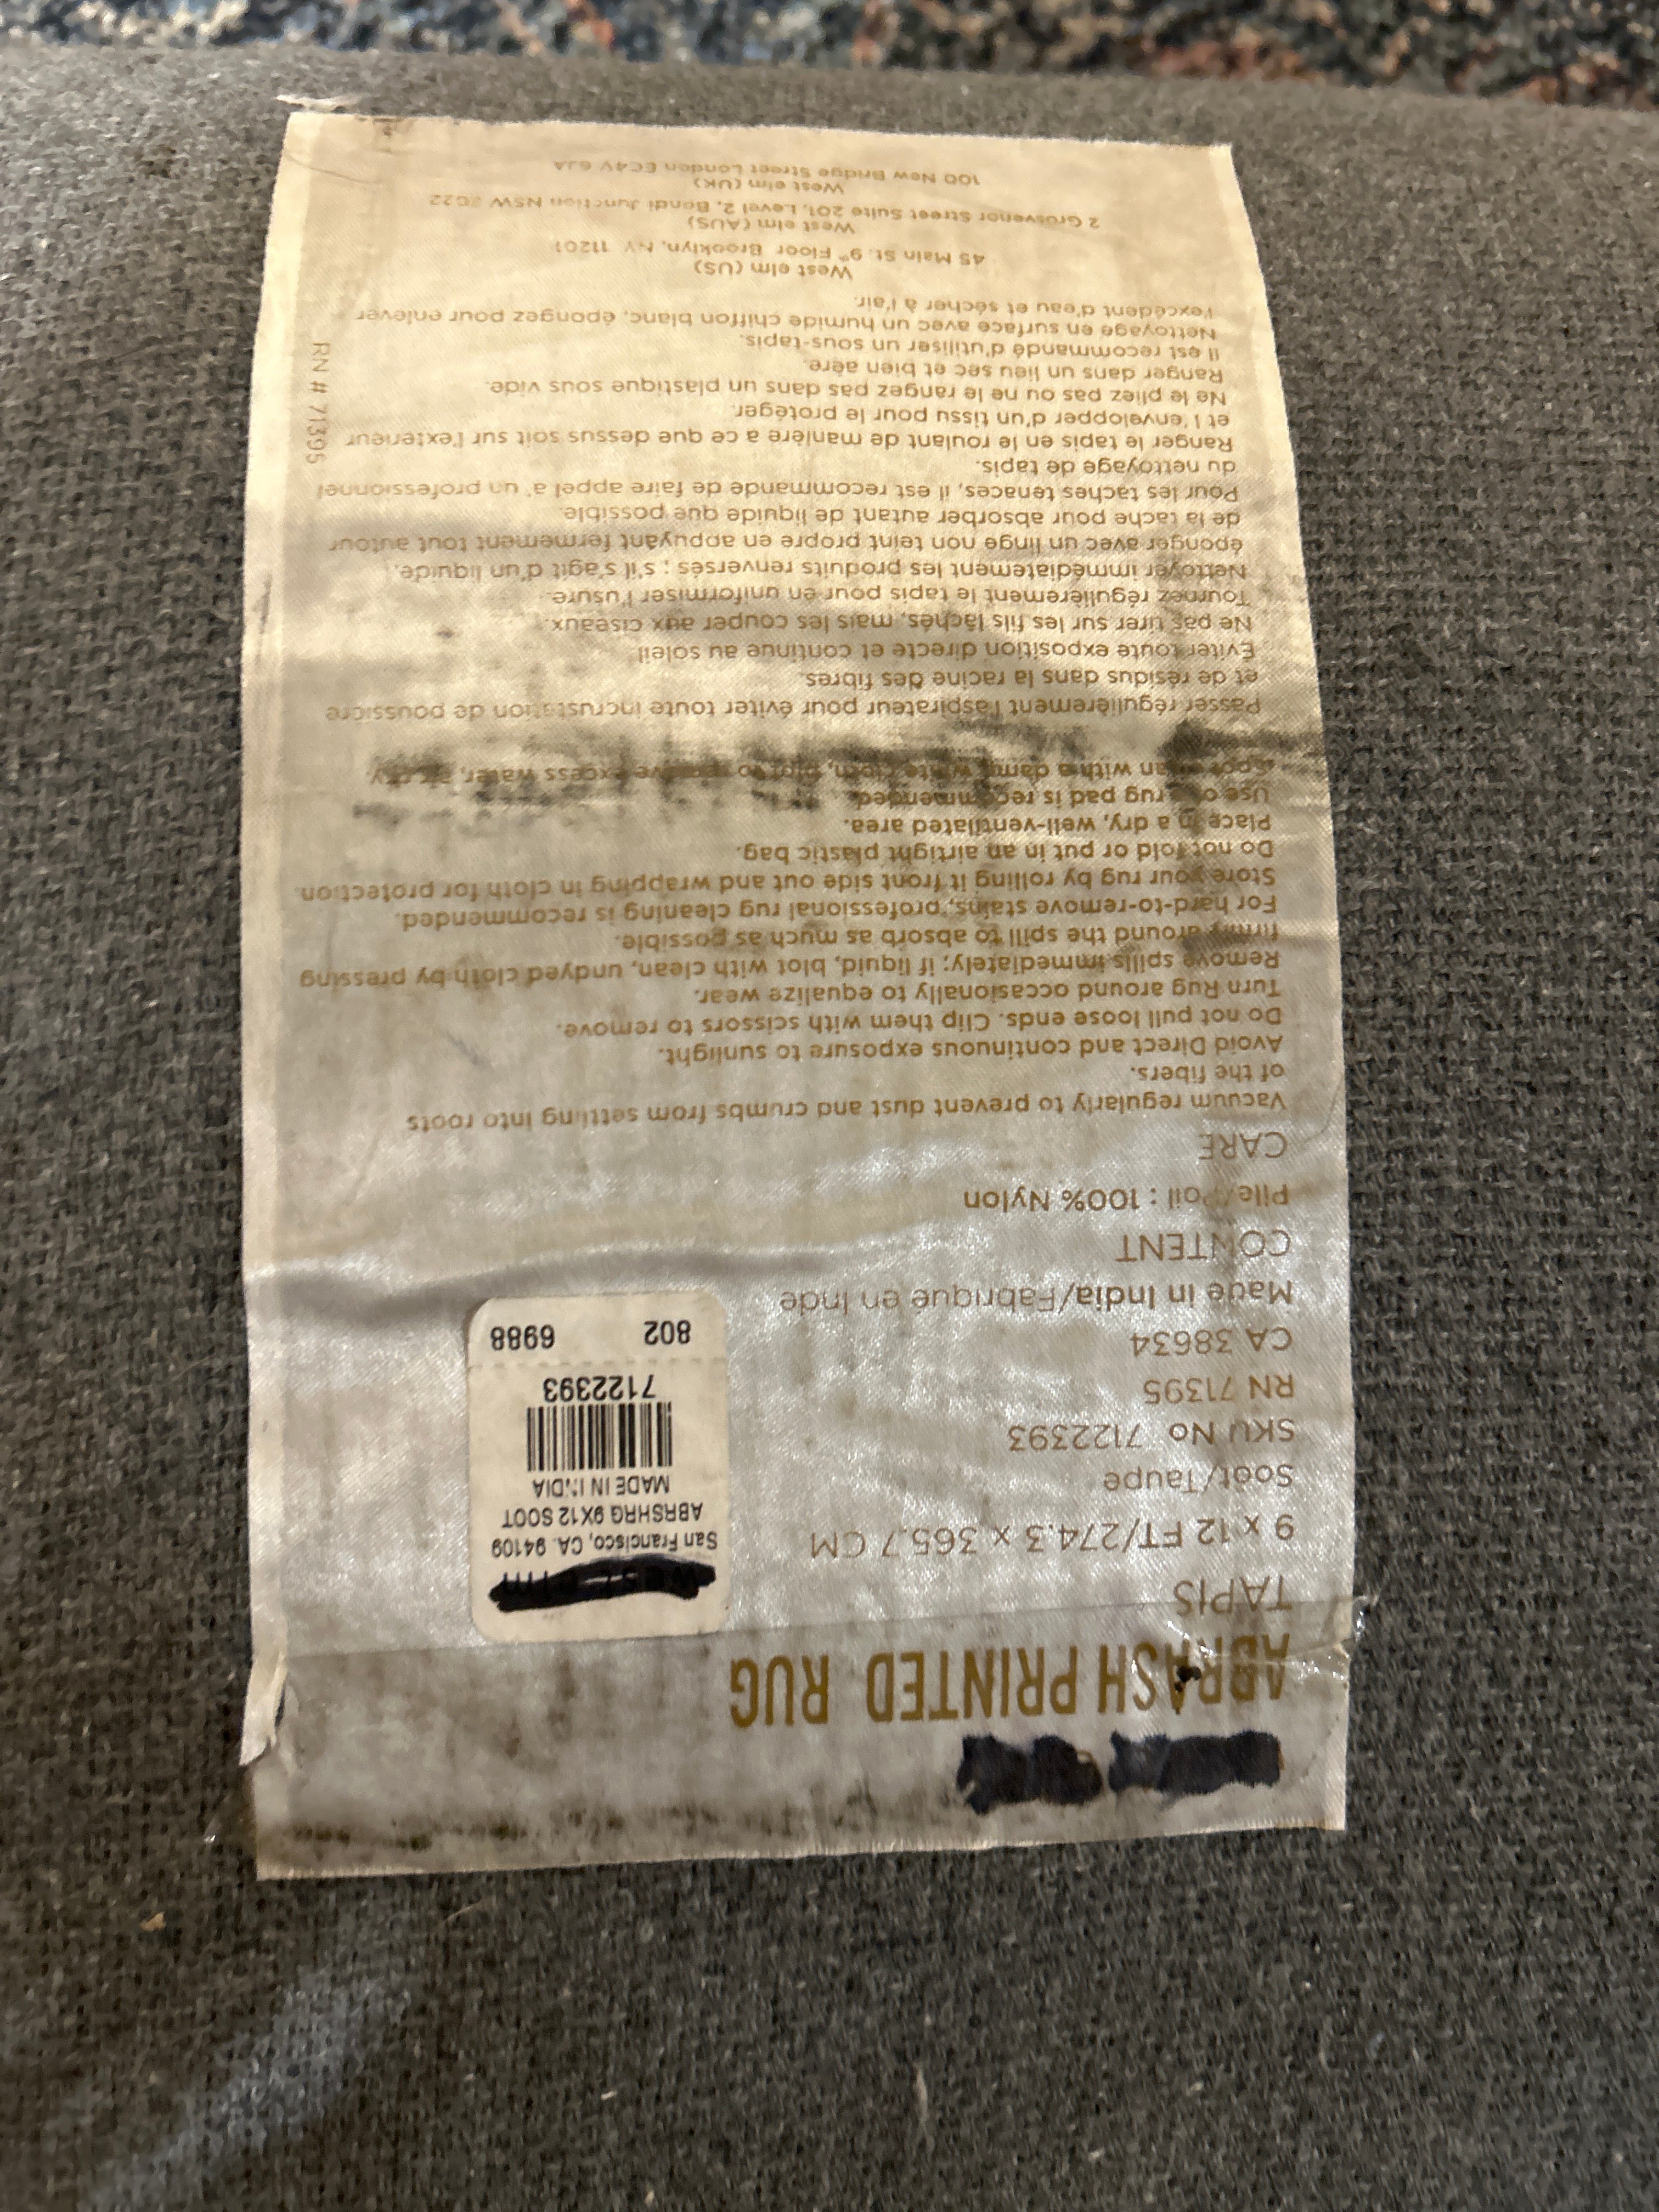 ABRASH PRINTED RUG
TAPIS
9 x 12 FT/274.3 x 365.7 CM
Soot/Taupe
SKU No 7122393
RN 71395
CA 38634
Made in India/Fabrique en Inde
CONTENT
Pile/Poil : 100% Nylon
San Francisco, CA. 94109
ABRSHRG 9X12 SOOT
MADE IN INDIA
7122393
802 6988
CARE
Vacuum regularly to prevent dust and crumbs from settling into roots
of the fibers.
Avoid Direct and continuous exposure to sunlight.
Do not pull loose ends. Clip them with scissors to remove.
Turn Rug around occasionally to equalize wear.
Remove spills immediately; if liquid, blot with clean, undyed cloth by pressing
firmly around the spill to absorb as much as possible.
For hard-to-remove stains, professional rug cleaning is recommended.
Store your rug by rolling it front side out and wrapping in cloth for protection
Do not fold or put in an airtight plastic bag.
Place in a dry, well-ventilated area.
Use of a rug pad is recommended.
Spot clean with a damp white cloth, blot to remove excess water, air dry.
Passer régulièrement l'aspirateur pour éviter toute incrustation de poussière
et de résidus dans la racine des fibres.
Eviter toute exposition directe et continue au soleil
Ne pas tirer sur les fils lâchés, mais les couper aux ciseaux.
Tournez régulièrement le tapis pour en uniformiser l'usure.
Nettoyer immédiatement les produits renversés ; s'il s'agit d'un liquide,
éponger avec un linge non teint propre en appuyant fermement tout autour
de la tache pour absorber autant de liquide que possible.
Pour les taches tenaces, il est recommande de faire appel a' un professionnel
du nettoyage de tapis.
Ranger le tapis en le roulant de manière a ce que dessus soit sur l'exterieur
et l'envelopper d'un tissu pour le protéger.
Ne le pliez pas ou ne le rangez pas dans un plastique sous vide.
Ranger dans un lieu sec et bien aére.
Il est recommandé d'utiliser un sous-tapis.
Nettoyage en surface avec un humide chiffon blanc, épongez pour enlever
l'excédent d'eau et sécher à l'air.
West elm (US)
45 Main St. 9th Floor Brooklyn, NY 11201
West elm (AUS)
2 Grosvenor Street Suite 201, Level 2, Bondi Junction NSW 2022
West elm (UK)
100 New Bridge Street London EC4V 6JA
RN # 71395